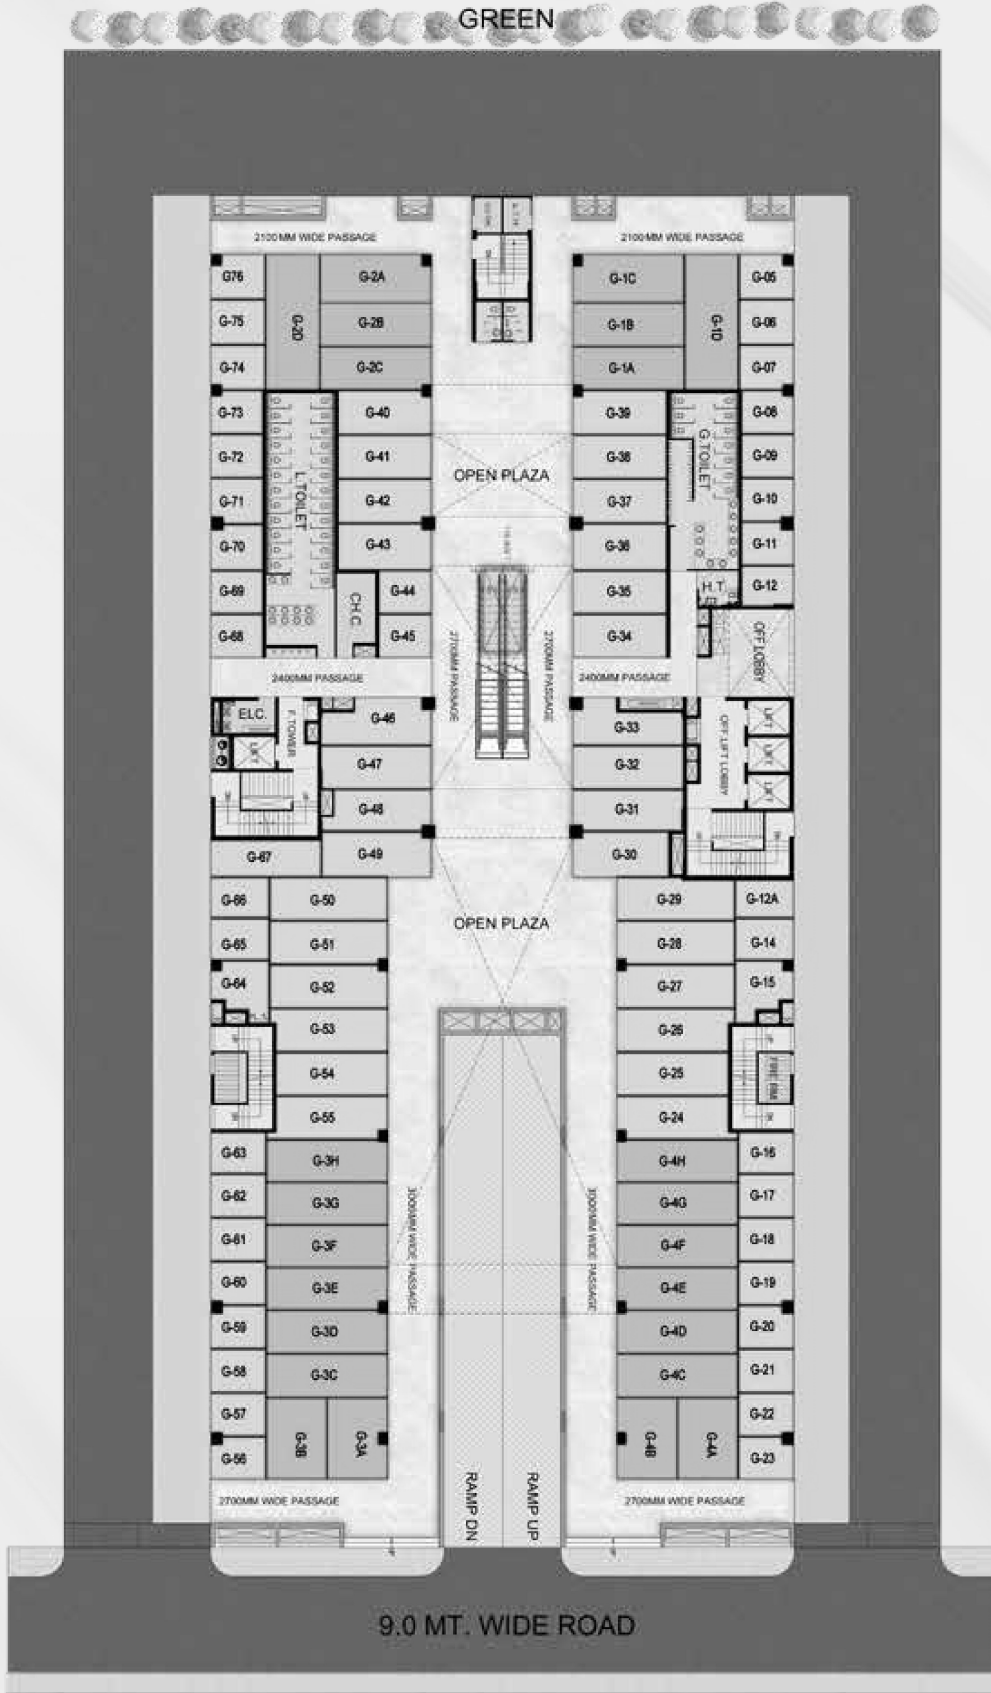 GREEN
2100MM WIDE PASSAGE
2100MM WIDE PASSAGE
G76
G-2D
G-2A
G-1C
G-1D
G-05
G-75
G-2B
G-1B
G-06
G-74
G-2C
G-1A
G-07
G-73
G-40
G-39
G-08
G-72
L.TOILET
G-41
OPEN PLAZA
G-38
G.TOILET
G-09
G-71
G-42
G-37
G-10
G-70
G-43
G-36
G-11
G-69
CH.C
G-44
G-35
H.T.
G-12
G-68
G-45
2700MM PASSAGE
2700MM PASSAGE
G-34
OFF LOBBY
2400MM PASSAGE
2400MM PASSAGE
ELC.
F. TOWER
LIFT
G-46
G-33
OFF LIFT LOBBY
LIFT
G-47
G-32
LIFT
G-48
G-31
LIFT
G-67
G-49
G-30
G-66
G-50
OPEN PLAZA
G-29
G-12A
G-65
G-51
G-28
G-14
G-64
G-52
G-27
G-15
G-53
G-26
G-54
G-25
FIRE RM
G-55
G-24
G-63
G-3H
G-4H
G-16
G-62
G-3G
G-4G
G-17
G-61
G-3F
3000MM WIDE PASSAGE
3000MM WIDE PASSAGE
G-4F
G-18
G-60
G-3E
G-4E
G-19
G-59
G-3D
G-4D
G-20
G-58
G-3C
G-4C
G-21
G-57
G-22
G-56
G-3B
G-3A
G-4B
G-4A
G-23
2700MM WIDE PASSAGE
RAMP DN
RAMP UP
2700MM WIDE PASSAGE
9.0 MT. WIDE ROAD